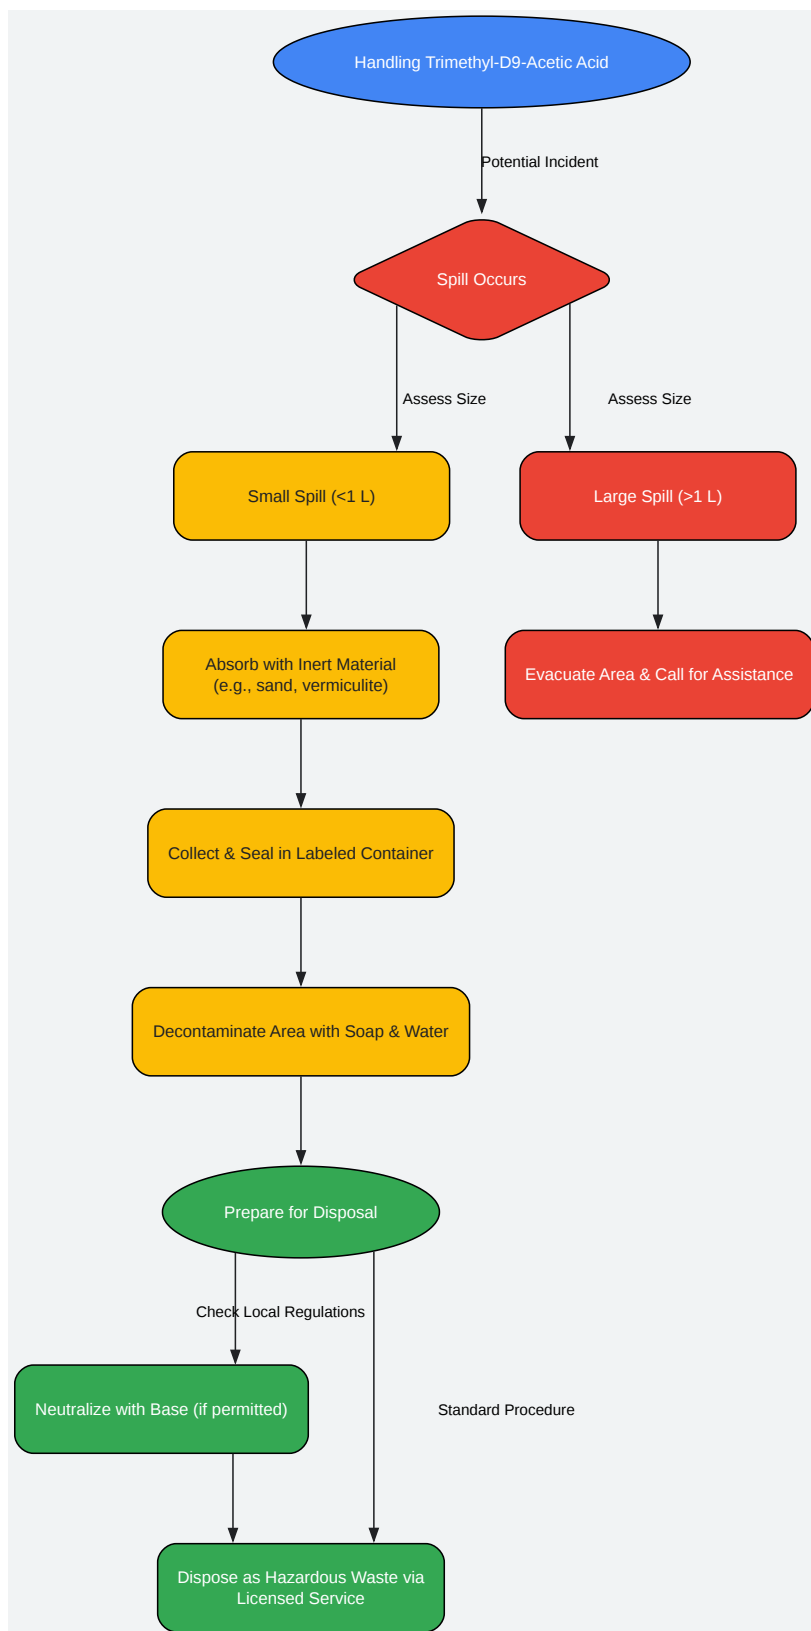 Handling Trimethyl-D9-Acetic Acid
Potential Incident
Spill Occurs
Assess Size
Assess Size
Small Spill (<1 L)
Large Spill (>1 L)
Absorb with Inert Material
(e.g., sand, vermiculite)
Evacuate Area & Call for Assistance
Collect & Seal in Labeled Container
Decontaminate Area with Soap & Water
Prepare for Disposal
Check Local Regulations
Neutralize with Base (if permitted)
Standard Procedure
Dispose as Hazardous Waste via
Licensed Service